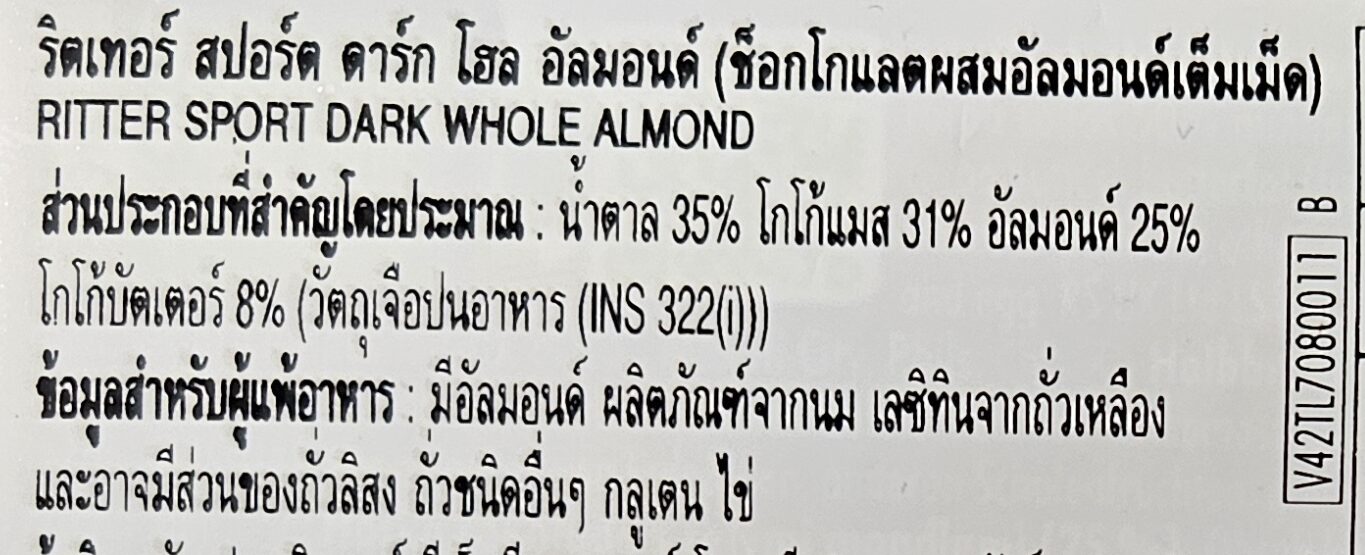 ริตเทอร์ สปอร์ต ดาร์ก โฮล อัลมอนด์ (ช็อกโกแลตผสมอัลมอนด์เต็มเม็ด)
RITTER SPORT DARK WHOLE ALMOND
ส่วนประกอบที่สำคัญโดยประมาณ : น้ำตาล 35% โกโก้แมส 31% อัลมอนด์ 25%
โกโก้บัตเตอร์ 8% (วัตถุเจือปนอาหาร (INS 322(i)))
ข้อมูลสำหรับผู้แพ้อาหาร : มีอัลมอนด์ ผลิตภัณฑ์จากนม เลซิทินจากถั่วเหลือง
และอาจมีส่วนของถั่วลิสง ถั่วชนิดอื่นๆ กลูเตน ไข่
V42TL7080011 B